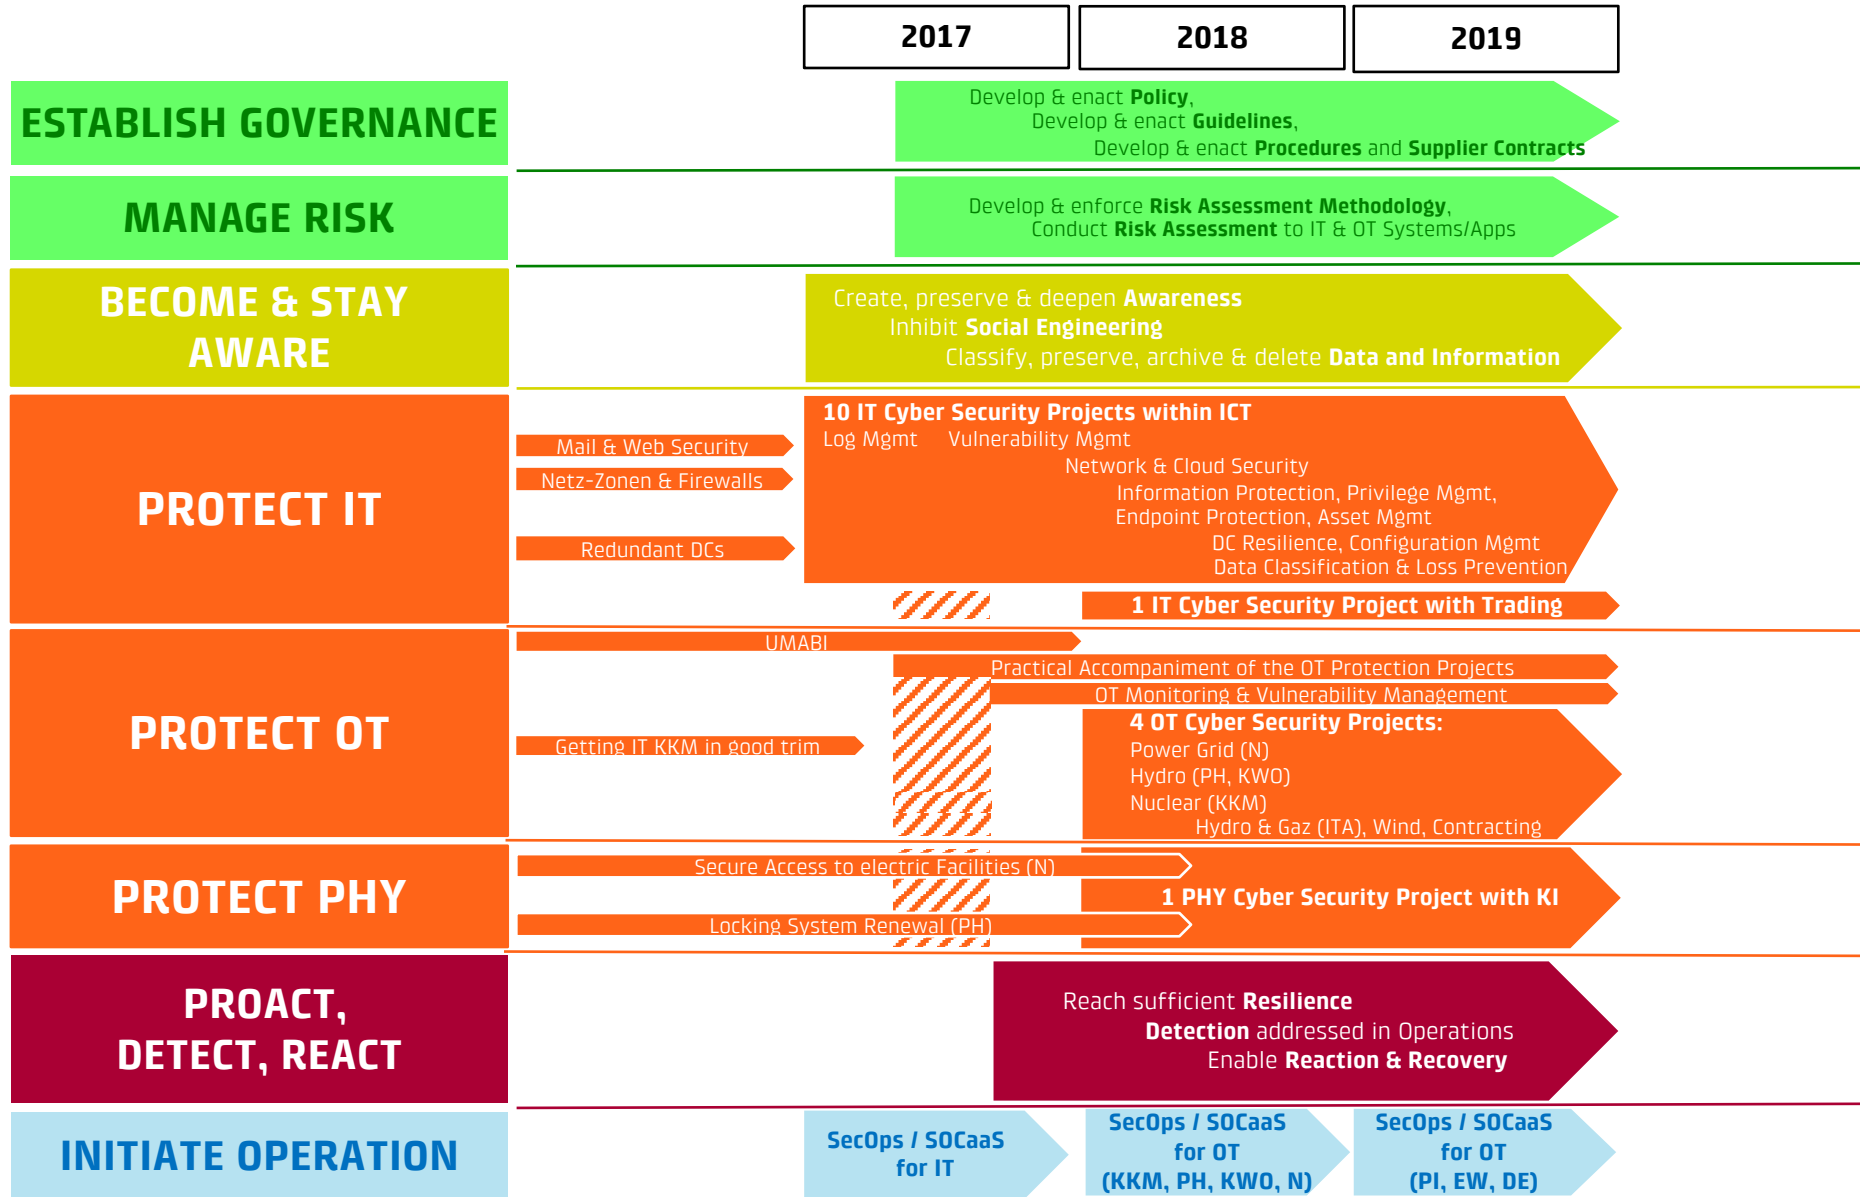 2017
2018
2019
ESTABLISH GOVERNANCE
Develop & enact Policy,
Develop & enact Guidelines,
Develop & enact Procedures and Supplier Contracts
MANAGE RISK
Develop & enforce Risk Assessment Methodology,
Conduct Risk Assessment to IT & OT Systems/Apps
BECOME & STAY
AWARE
Create, preserve & deepen Awareness
Inhibit Social Engineering
Classify, preserve, archive & delete Data and Information
PROTECT IT
Mail & Web Security
Netz-Zonen & Firewalls
Redundant DCs
10 IT Cyber Security Projects within ICT
Log Mgmt Vulnerability Mgmt
Network & Cloud Security
Information Protection, Privilege Mgmt,
Endpoint Protection, Asset Mgmt
DC Resilience, Configuration Mgmt
Data Classification & Loss Prevention
1 IT Cyber Security Project with Trading
PROTECT OT
UMABI
Practical Accompaniment of the OT Protection Projects
OT Monitoring & Vulnerability Management
Getting IT KKM in good trim
4 OT Cyber Security Projects:
Power Grid (N)
Hydro (PH, KWO)
Nuclear (KKM)
Hydro & Gaz (ITA), Wind, Contracting
PROTECT PHY
Secure Access to electric Facilities (N)
Locking System Renewal (PH)
1 PHY Cyber Security Project with KI
PROACT,
DETECT, REACT
Reach sufficient Resilience
Detection addressed in Operations
Enable Reaction & Recovery
INITIATE OPERATION
SecOps / SOCaaS
for IT
SecOps / SOCaaS
for OT
(KKM, PH, KWO, N)
SecOps / SOCaaS
for OT
(PI, EW, DE)